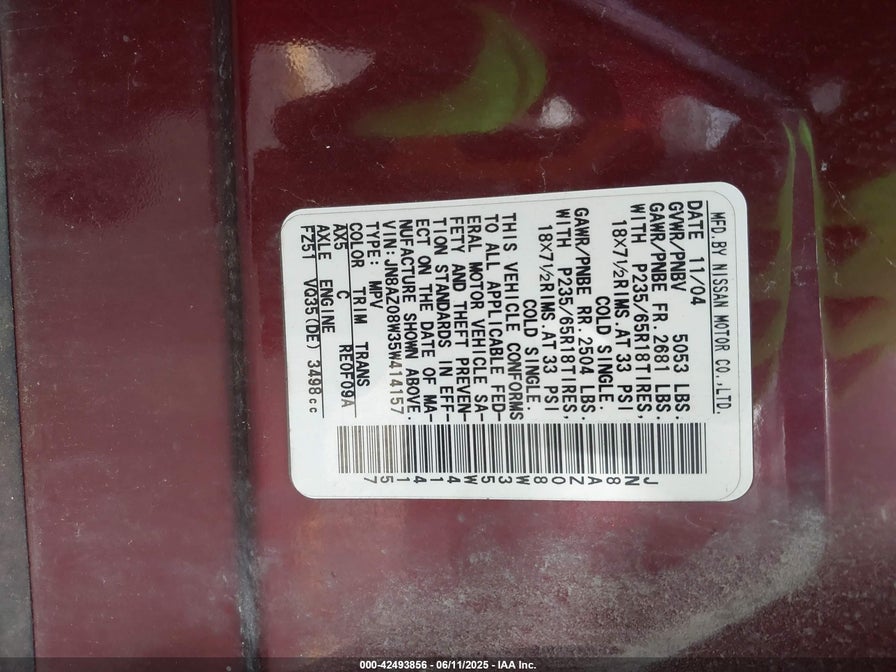 MFD.BY NISSAN MOTOR CO.,LTD.
DATE 11/04
GVWR/PNBV 5053 LBS.
GAWR/PNBE FR.2681 LBS.
WITH P235/65R18TIRES,
18X7½RIMS.AT 33 PSI
COLD SINGLE.
GAWR/PNBE RR.2504 LBS.
WITH P235/65R18TIRES,
18X7½RIMS.AT 33 PSI
COLD SINGLE.
THIS VEHICLE CONFORMS
TO ALL APPLICABLE FED-
ERAL MOTOR VEHICLE SA-
FETY AND THEFT PREVEN-
TION STANDARDS IN EFF-
ECT ON THE DATE OF MA-
NUFACTURE SHOWN ABOVE.
VIN:JN8AZ08W35W414157
TYPE: MPV
COLOR TRIM TRANS
AX5 C RE0F09A
AXLE ENGINE
FZ51 VQ35(DE) 3498cc
JN8AZ08W35W414157
000-42493856 - 06/11/2025 - IAA Inc.